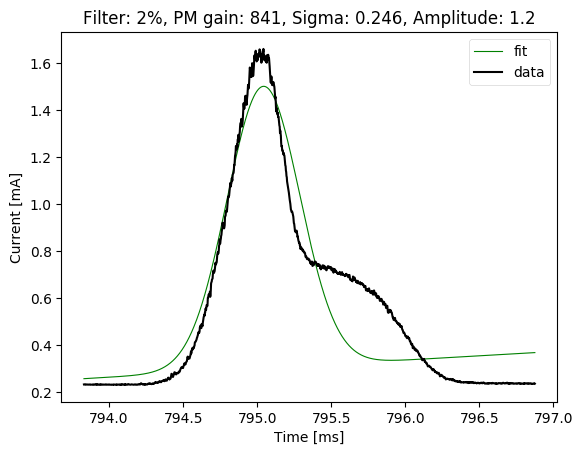 Filter: 2%, PM gain: 841, Sigma: 0.246, Amplitude: 1.2
fit
data
Current [mA]
1.6
1.4
1.2
1.0
0.8
0.6
0.4
0.2
794.0 794.5 795.0 795.5 796.0 796.5 797.0
Time [ms]